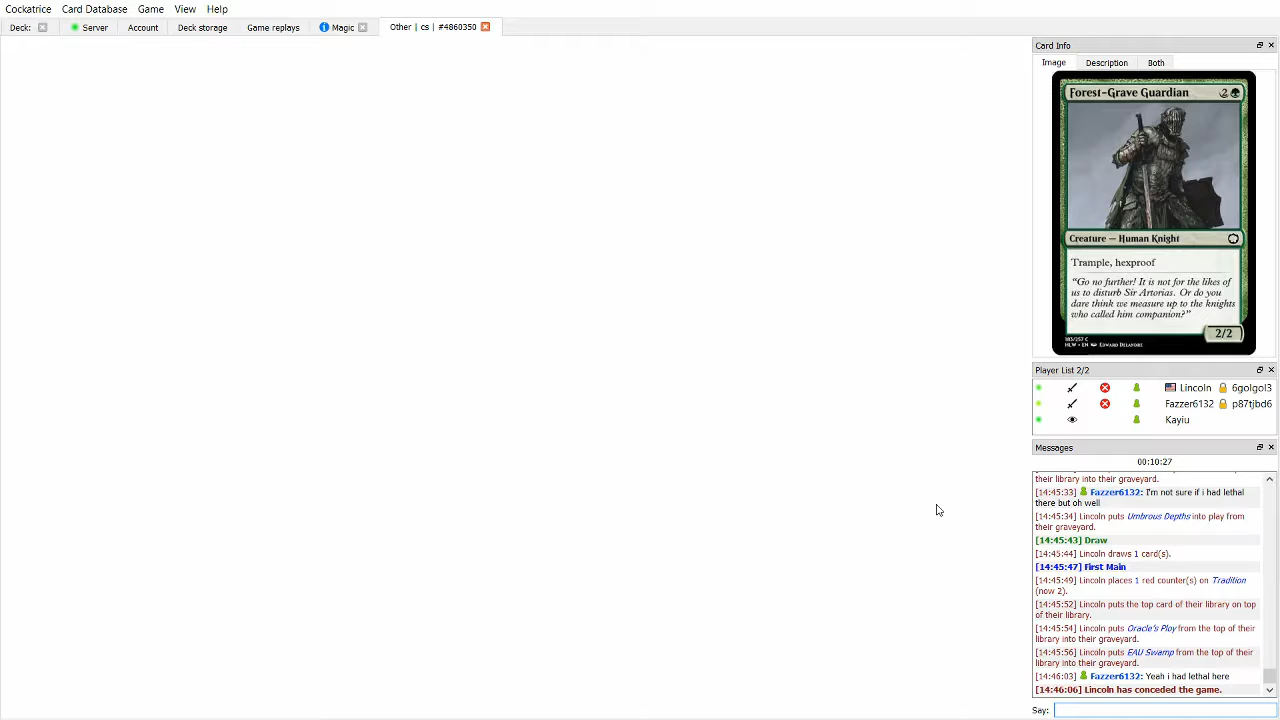 Cockatrice Card Database Game View Help
Deck: Server Account Deck storage Game replays Magic Other | cs | #4860350
Card Info
Image Description Both
Forest-Grave Guardian 2
Creature — Human Knight
Trample, hexproof
"Go no further! It is not for the likes of
us to disturb Sir Artorias. Or do you
dare think we measure up to the knights
who called him companion?"
2/2
183/257 C
HLW • EN Edward Delandre
Player List 2/2
Lincoln 6golgol3
Fazzer6132 p87tjbd6
Kayiu
Messages
00:10:27
their library into their graveyard.
[14:45:33] Fazzer6132: I'm not sure if i had lethal
there but oh well
[14:45:34] Lincoln puts Umbrous Depths into play from
their graveyard.
[14:45:43] Draw
[14:45:44] Lincoln draws 1 card(s).
[14:45:47] First Main
[14:45:49] Lincoln places 1 red counter(s) on Tradition
(now 2).
[14:45:52] Lincoln puts the top card of their library on top
of their library.
[14:45:54] Lincoln puts Oracle's Ploy from the top of their
library into their graveyard.
[14:45:56] Lincoln puts EAU Swamp from the top of their
library into their graveyard.
[14:46:03] Fazzer6132: Yeah i had lethal here
[14:46:06] Lincoln has conceded the game.
Say: